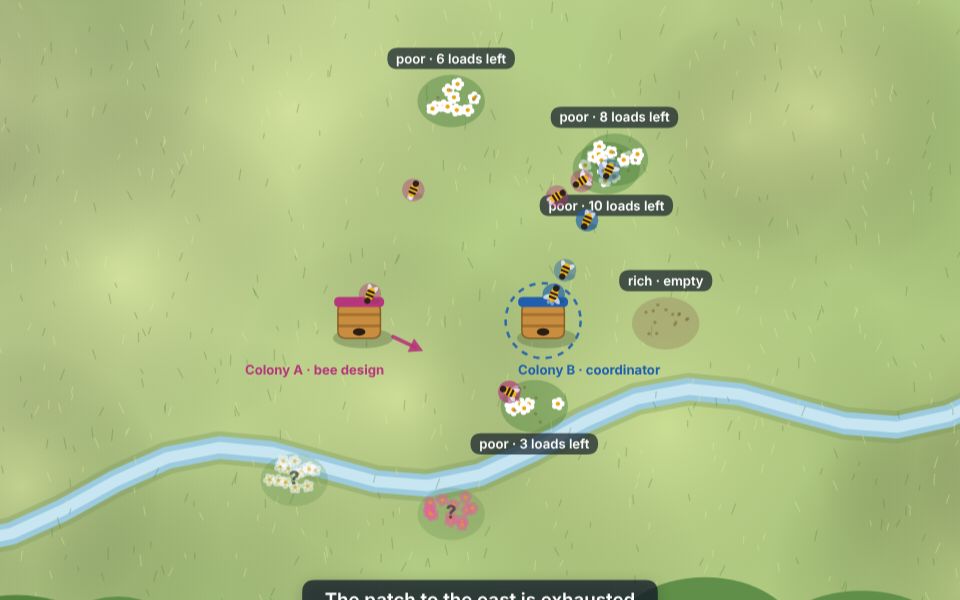 poor · 6 loads left
poor · 8 loads left
poor · 10 loads left
rich · empty
Colony A · bee design
Colony B · coordinator
poor · 3 loads left
?
?
The patch to the east is exhausted